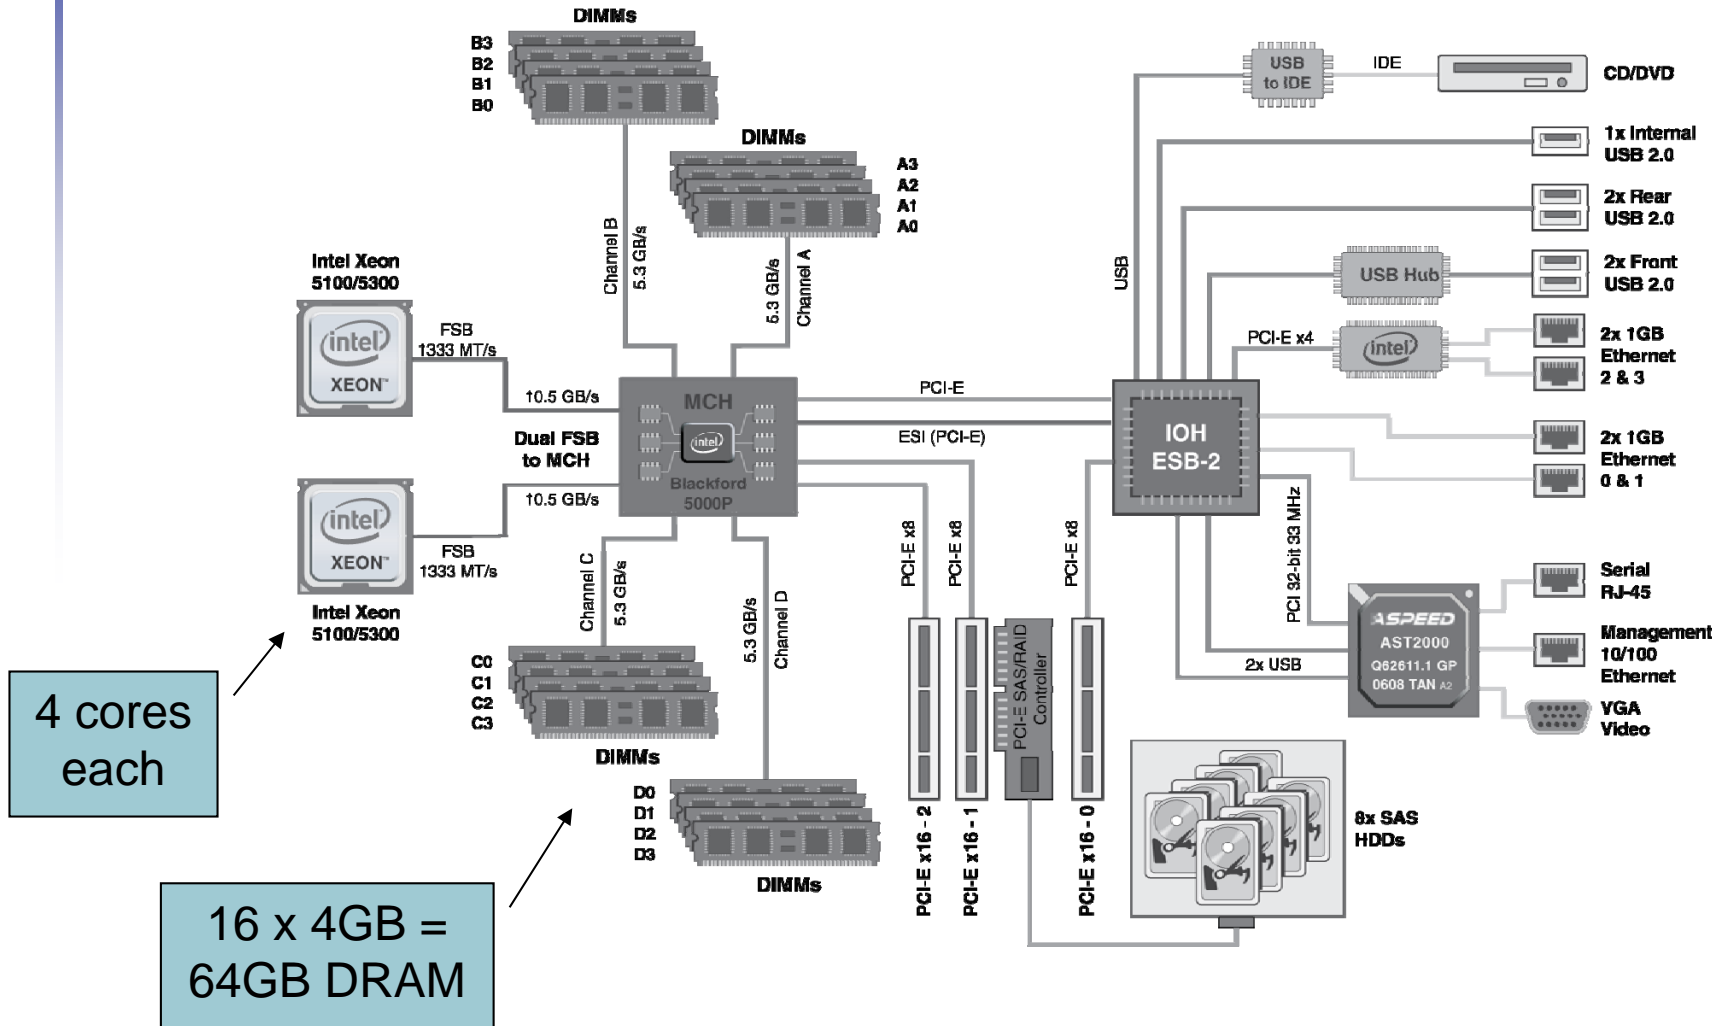 DIMMs
B3
B2
B1
B0
DIMMs
A3
A2
A1
A0
Channel B
5.3 GB/s
5.3 GB/s
Channel A
Intel Xeon
5100/5300
intel
XEON™
FSB
1333 MT/s
10.5 GB/s
Dual FSB
to MCH
10.5 GB/s
intel
XEON™
FSB
1333 MT/s
Intel Xeon
5100/5300
MCH
intel
Blackford
5000P
Channel C
5.3 GB/s
5.3 GB/s
Channel D
C0
C1
C2
C3
DIMMs
D0
D1
D2
D3
DIMMs
4 cores
each
16 x 4GB =
64GB DRAM
PCI-E
ESI (PCI-E)
PCI-E x8
PCI-E x8
PCI-E x8
PCI-E x16 - 2
PCI-E x16 - 1
PCI-E SAS/RAID
Controller
PCI-E x16 - 0
IOH
ESB-2
USB
USB
to IDE
IDE
CD/DVD
1x Internal
USB 2.0
2x Rear
USB 2.0
USB Hub
2x Front
USB 2.0
PCI-E x4
intel
2x 1GB
Ethernet
2 & 3
2x 1GB
Ethernet
0 & 1
PCI 32-bit 33 MHz
2x USB
ASPEED
AST2000
Q62611.1 GP
0608 TAN A2
Serial
RJ-45
Management
10/100
Ethernet
VGA
Video
8x SAS
HDDs